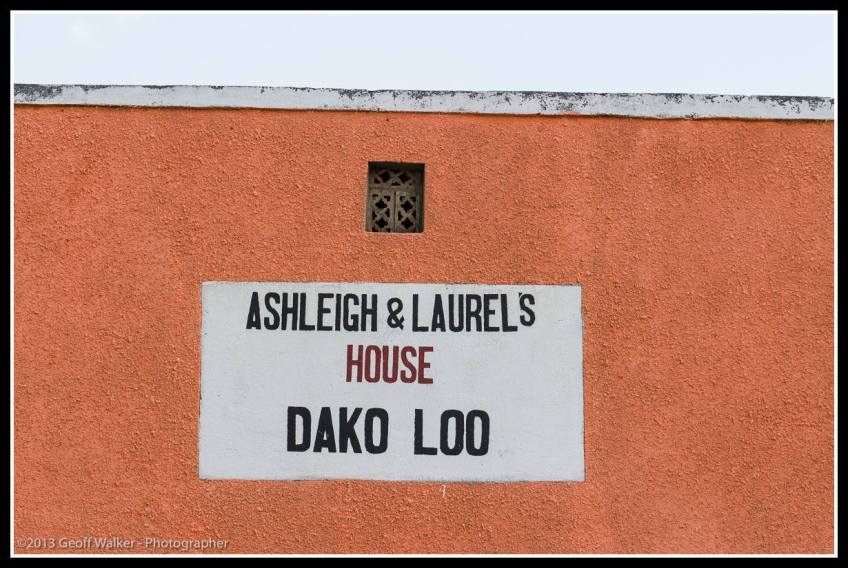 ASHLEIGH & LAUREL'S
HOUSE
DAKO LOO
©2013 Geoff Walker - Photographer